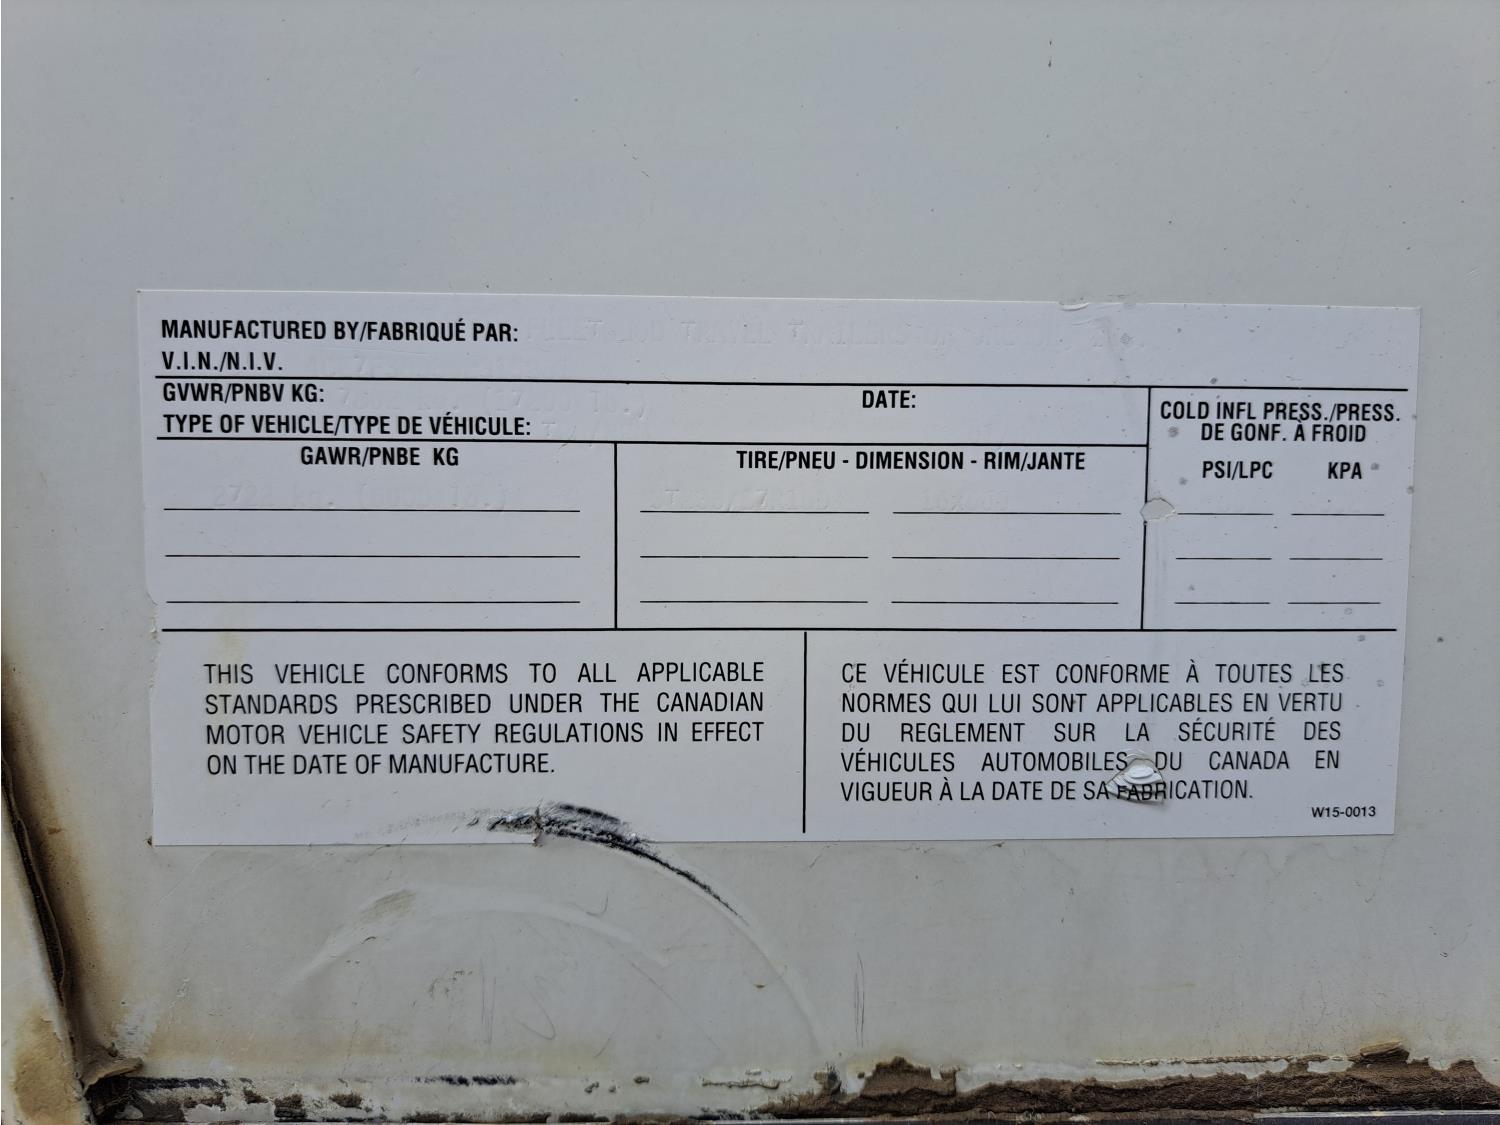 MANUFACTURED BY/FABRIQUÉ PAR: FLEETWOOD TRAVEL TRAILERS
V.I.N./N.I.V.
GVWR/PNBV KG:
DATE:
TYPE OF VEHICLE/TYPE DE VÉHICULE:
COLD INFL PRESS./PRESS.
DE GONF. À FROID
GAWR/PNBE KG
TIRE/PNEU - DIMENSION - RIM/JANTE
PSI/LPC KPA
THIS VEHICLE CONFORMS TO ALL APPLICABLE
STANDARDS PRESCRIBED UNDER THE CANADIAN
MOTOR VEHICLE SAFETY REGULATIONS IN EFFECT
ON THE DATE OF MANUFACTURE.
CE VÉHICULE EST CONFORME À TOUTES LES
NORMES QUI LUI SONT APPLICABLES EN VERTU
DU REGLEMENT SUR LA SÉCURITÉ DES
VÉHICULES AUTOMOBILES DU CANADA EN
VIGUEUR À LA DATE DE SA FABRICATION.
W15-0013